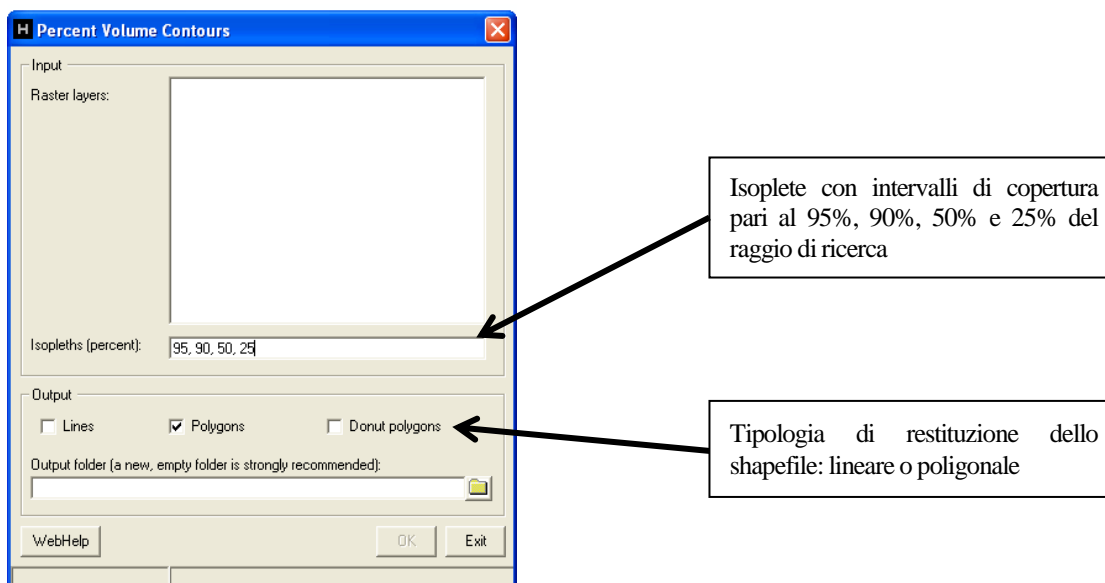 Percent Volume Contours
Input
Raster layers:
Isopleths (percent):
95, 90, 50, 25
Output
Lines
Polygons
Donut polygons
Output folder (a new, empty folder is strongly recommended):
WebHelp
OK
Exit
Isoplete con intervalli di copertura
pari al 95%, 90%, 50% e 25% del
raggio di ricerca
Tipologia di restituzione dello
shapefile: lineare o poligonale